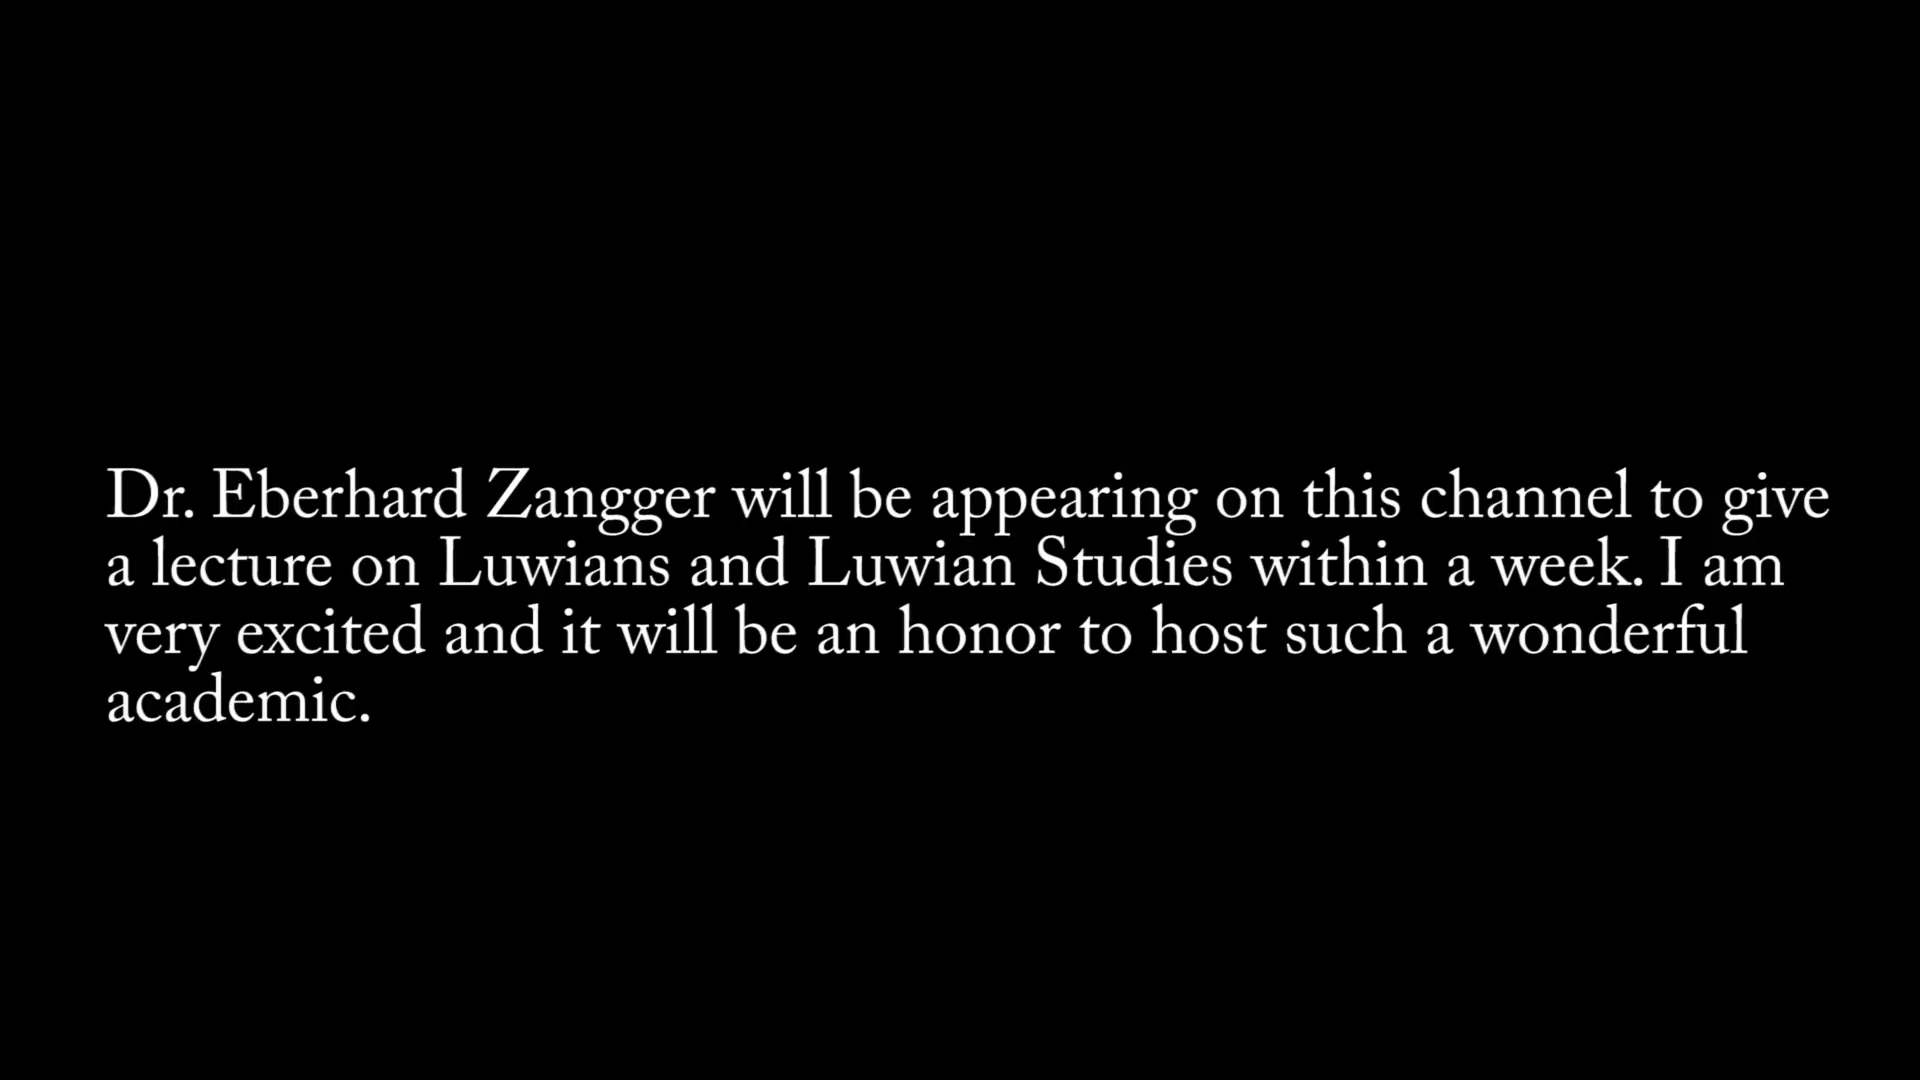 Dr. Eberhard Zangger will be appearing on this channel to give
a lecture on Luwians and Luwian Studies within a week. I am
very excited and it will be an honor to host such a wonderful
academic.